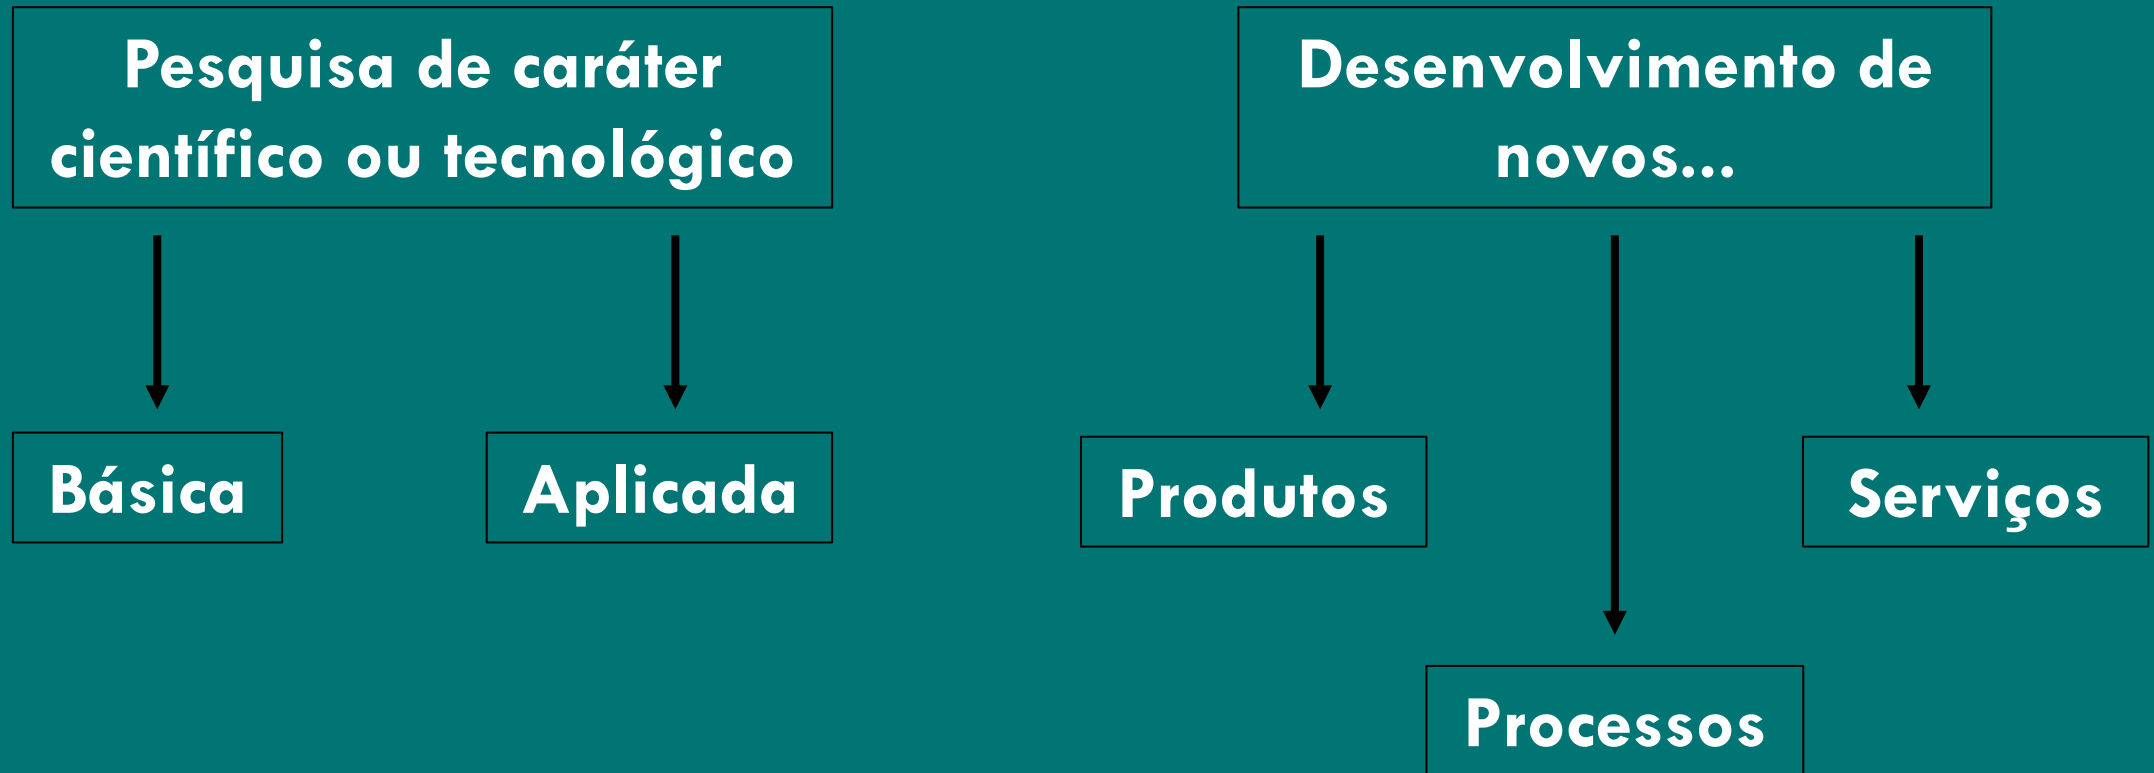 Pesquisa de caráter
científico ou tecnológico
Desenvolvimento de
novos...
Básica
Aplicada
Produtos
Serviços
Processos